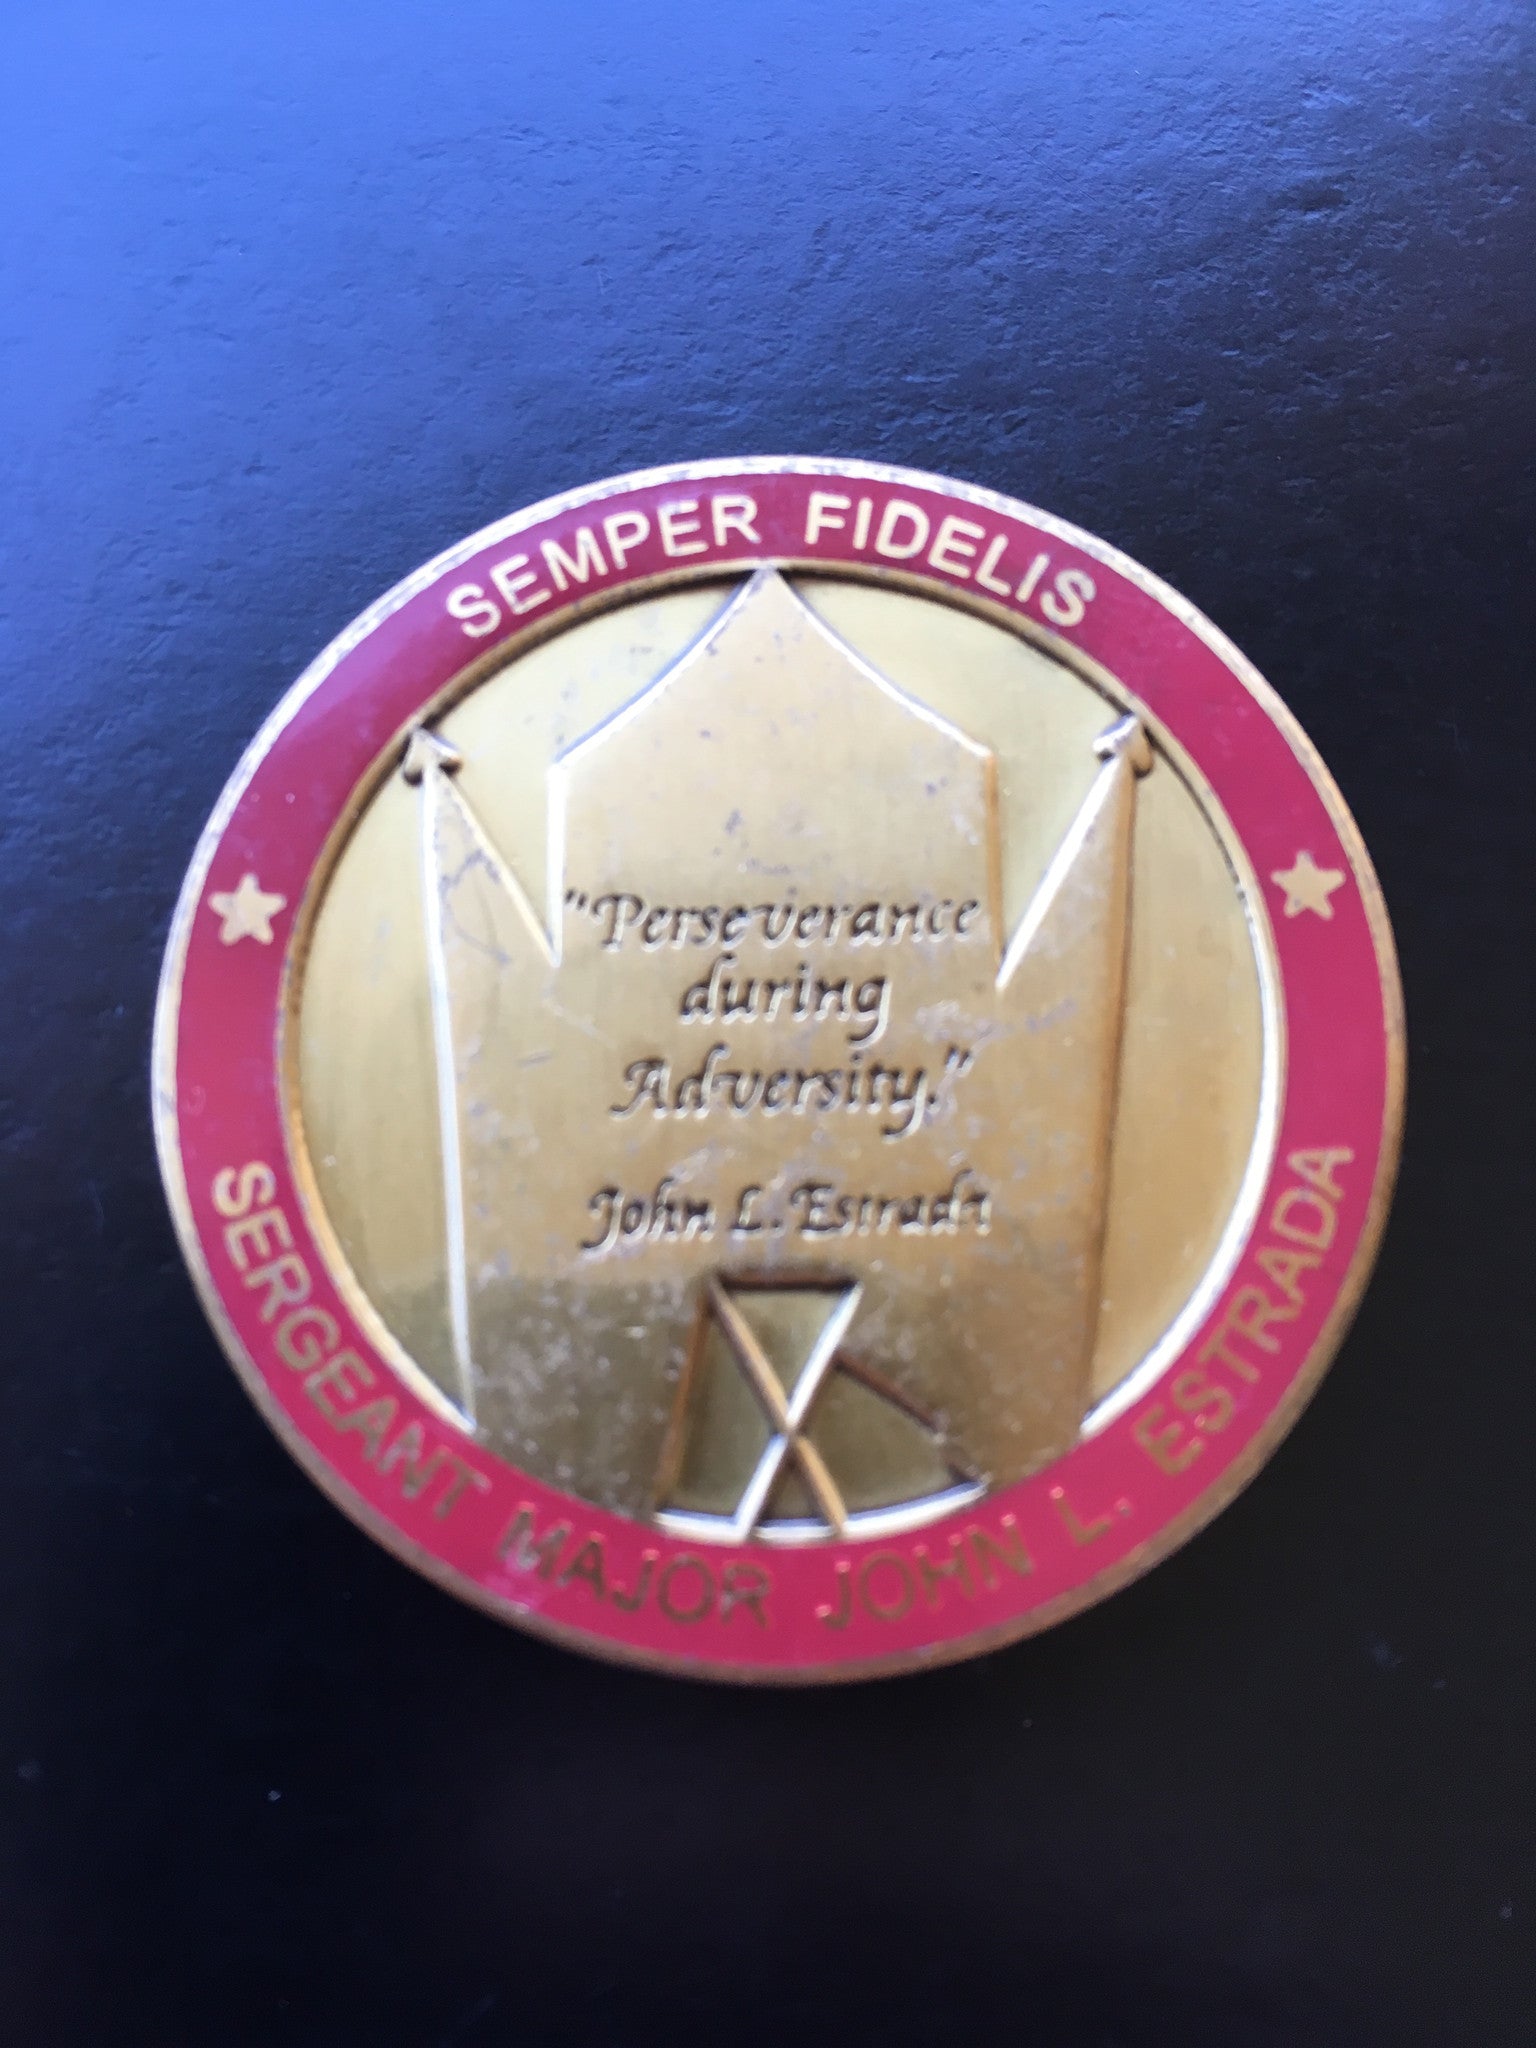 SEMPER FIDELIS
"Perseverance
during
Adversity."
John L. Estrada
SERGEANT MAJOR JOHN L. ESTRADA